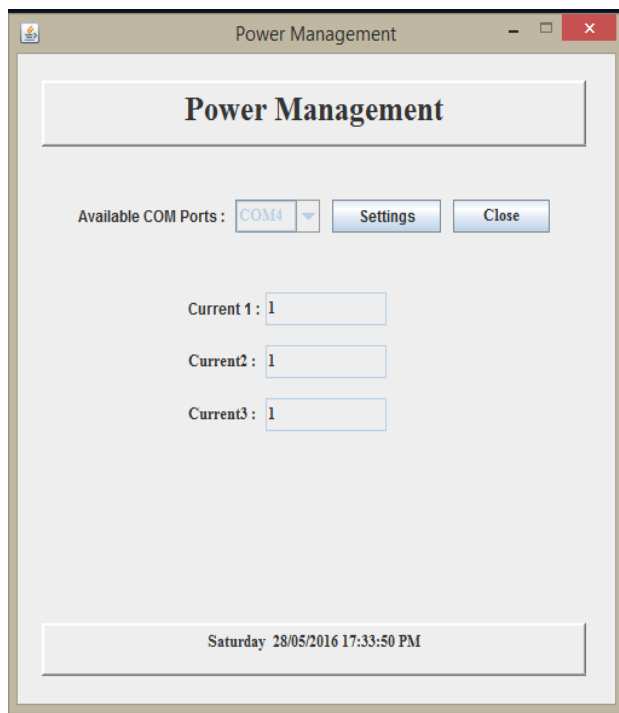 Power Management
Power Management
Available COM Ports : COM4 Settings Close
Current 1 : 1
Current2 : 1
Current3 : 1
Saturday 28/05/2016 17:33:50 PM